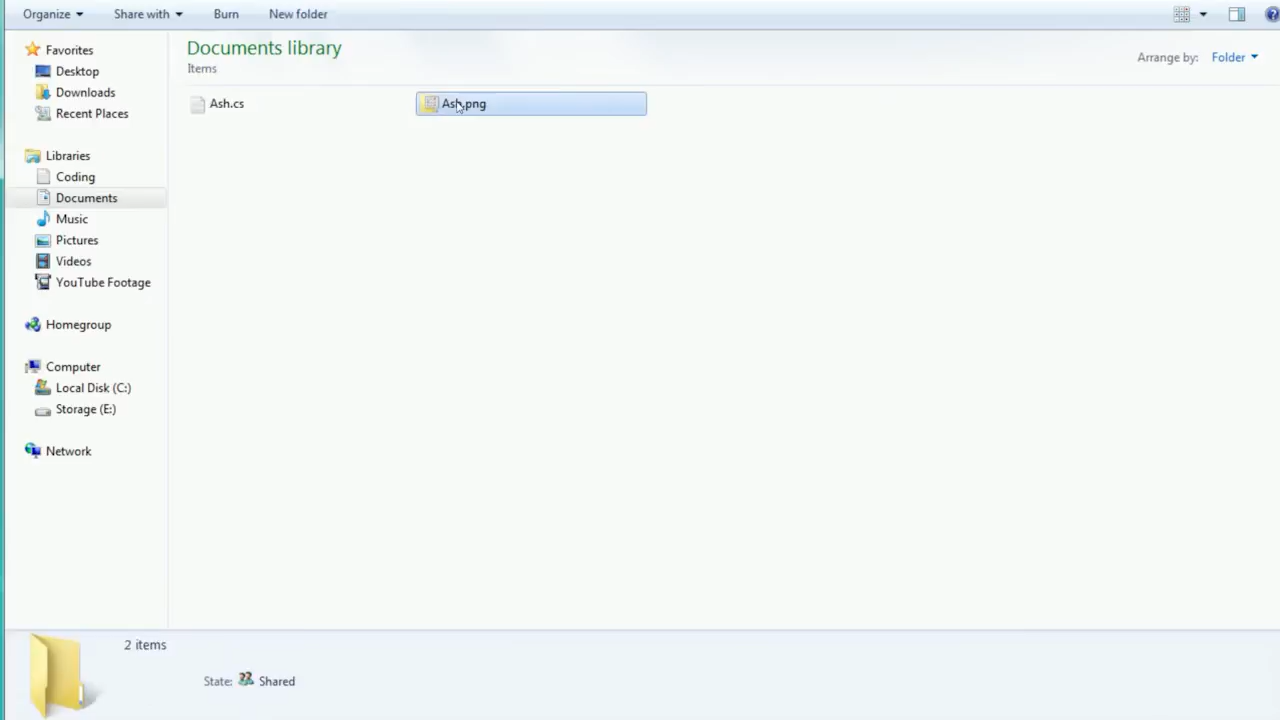 Organize Share with Burn New folder
Documents library
Items
Arrange by: Folder
Ash.cs Ash.png
Favorites
Desktop
Downloads
Recent Places
Libraries
Coding
Documents
Music
Pictures
Videos
YouTube Footage
Homegroup
Computer
Local Disk (C:)
Storage (E:)
Network
2 items
State: Shared